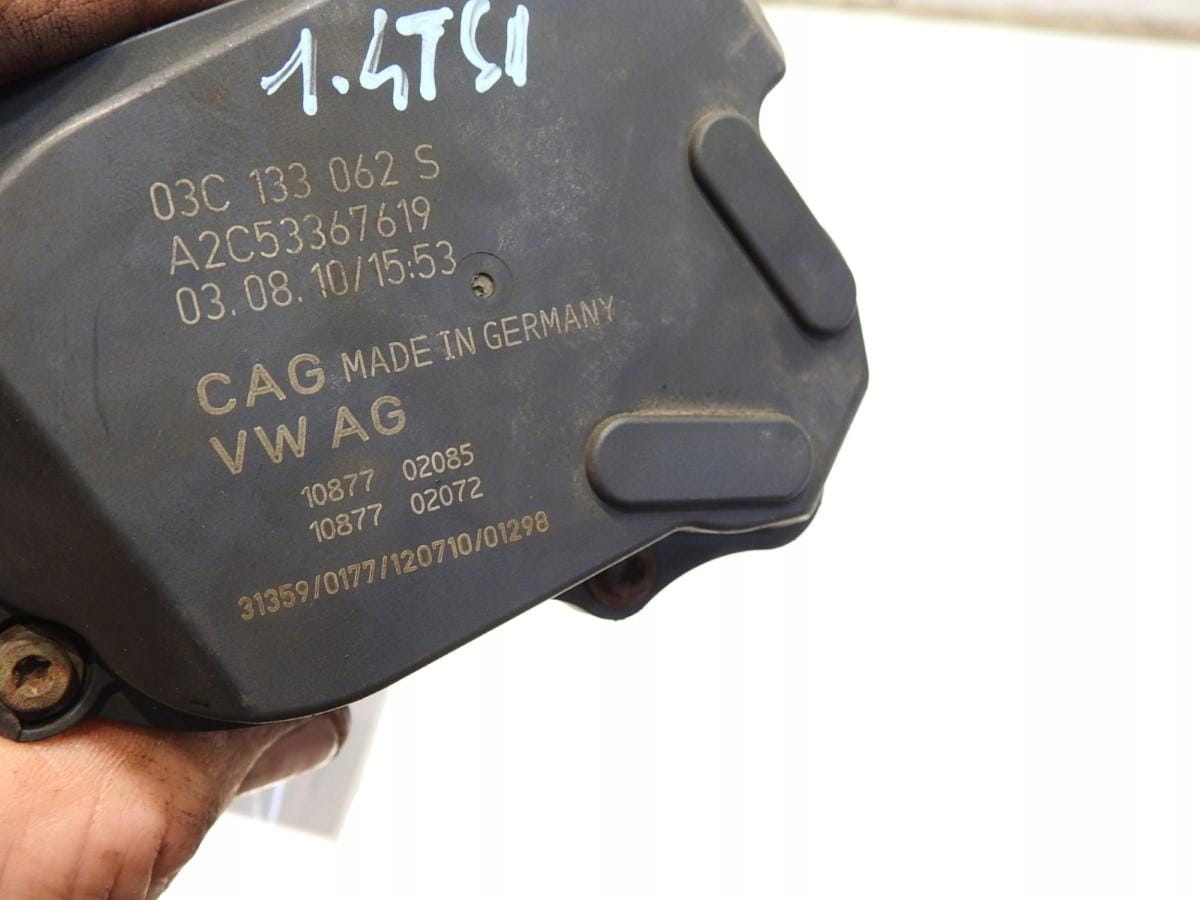 1.4TSI
03C 133 062 S
A2C53367619
03.08.10/15:53
CAG MADE IN GERMANY
VW AG
10877 02085
10877 02072
31359/0177/120710/01298